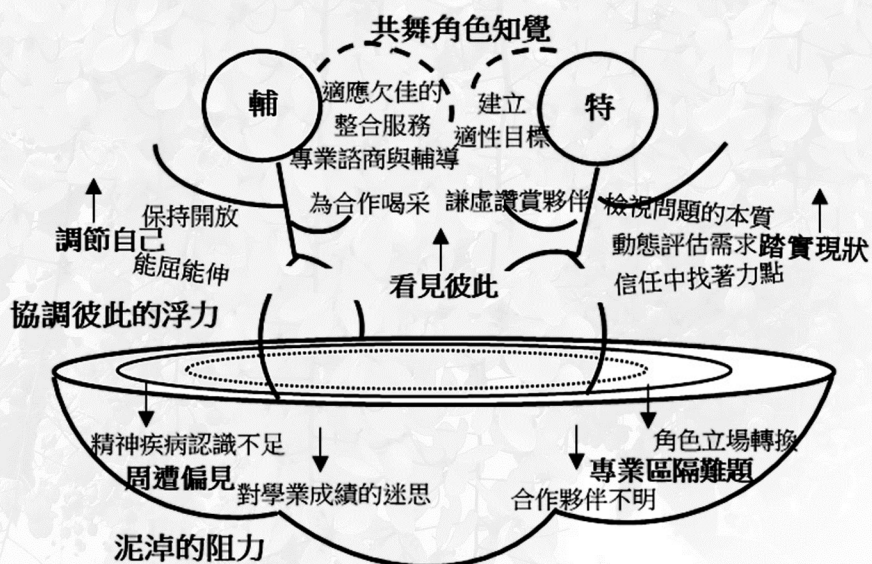 共舞角色知覺
輔
特
適應欠佳的
整合服務
專業諮商與輔導
建立
適性目標
為合作喝采
謙虛讚賞夥伴
檢視問題的本質
動態評估需求
信任中找著力點
踏實現狀
保持開放
調節自己
能屈能伸
看見彼此
協調彼此的浮力
精神疾病認識不足
周遭偏見
對學業成績的迷思
角色立場轉換
專業區隔難題
合作夥伴不明
泥淖的阻力